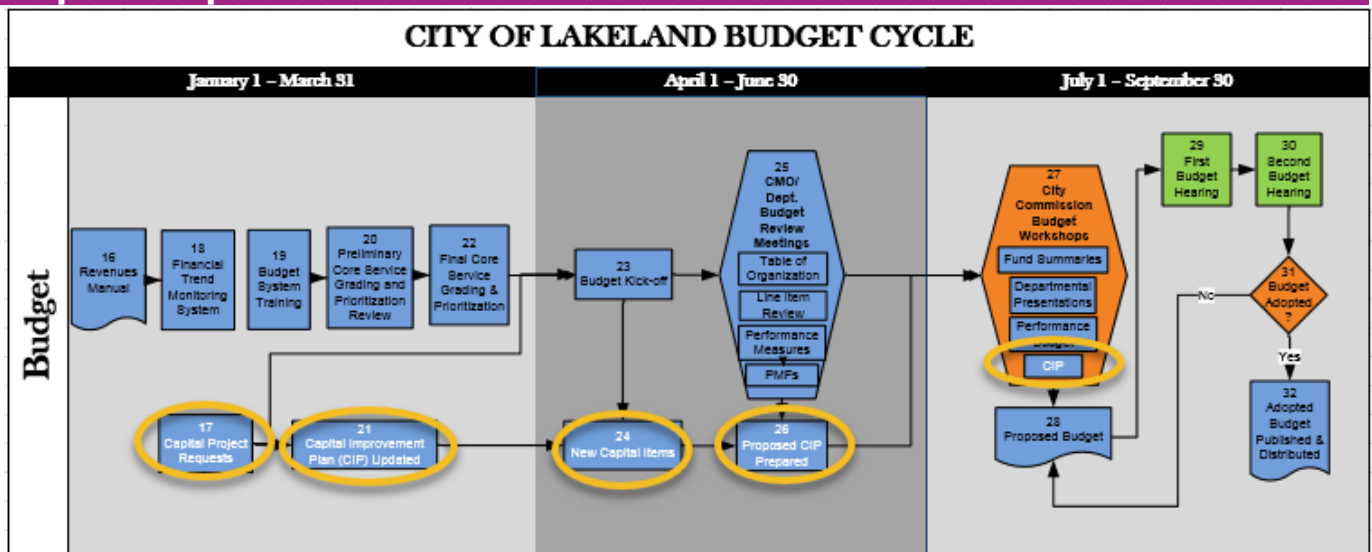 CITY OF LAKELAND BUDGET CYCLE
January 1 – March 31
April 1 – June 30
July 1 – September 30
Budget
16
Revenues
Manual
18
Financial
Trend
Monitoring
System
19
Budget
System
Training
20
Preliminary
Core Service
Grading and
Prioritization
Review
22
Final Core
Service
Grading &
Prioritization
17
Capital Project
Requests
21
Capital Improvement
Plan (CIP) Updated
23
Budget Kick-off
24
New Capital Items
25
CMO/
Dept.
Budget
Review
Meetings
Table of
Organization
Line Item
Review
Performance
Measures
PMFs
26
Proposed CIP
Prepared
27
City
Commission
Budget
Workshops
Fund Summaries
Departmental
Presentations
Performance
Budget
CIP
28
Proposed Budget
29
First
Budget
Hearing
30
Second
Budget
Hearing
31
Budget
Adopted
?
No
Yes
32
Adopted
Budget
Published &
Distributed